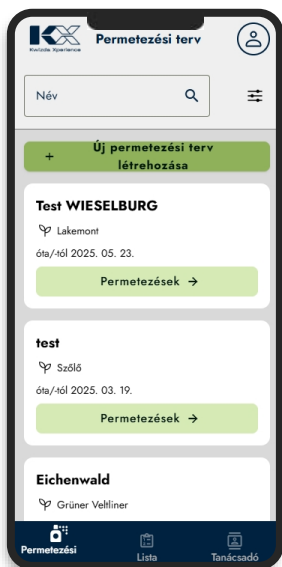 KX
Kwizda Xperience
Permetezési terv
Név
+ Új permetezési terv
létrehozása
Test WIESELBURG
Lakemont
óta/-tól 2025. 05. 23.
Permetezések →
test
Szőlő
óta/-tól 2025. 03. 19.
Permetezések →
Eichenwald
Grüner Veltliner
Permetezési
Lista
Tanácsadó